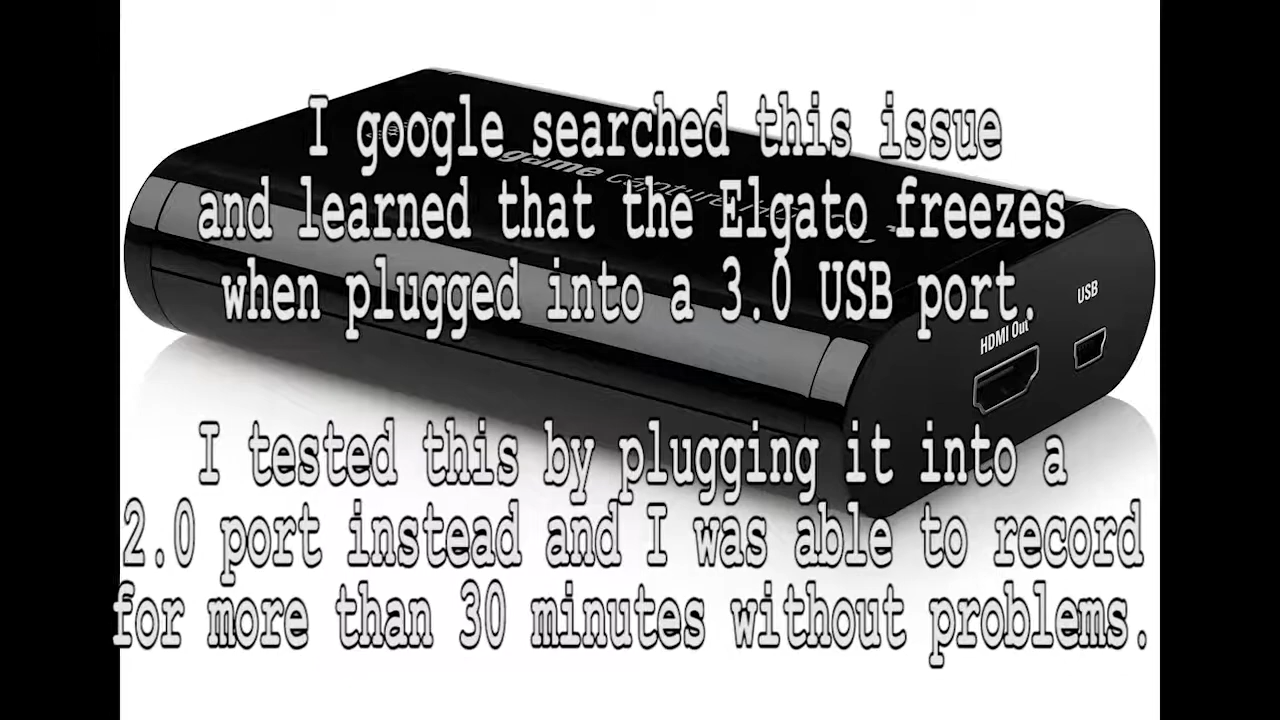 I google searched this issue
and learned that the Elgato freezes
when plugged into a 3.0 USB port.
game capture
USB
HDMI Out
I tested this by plugging it into a
2.0 port instead and I was able to record
for more than 30 minutes without problems.